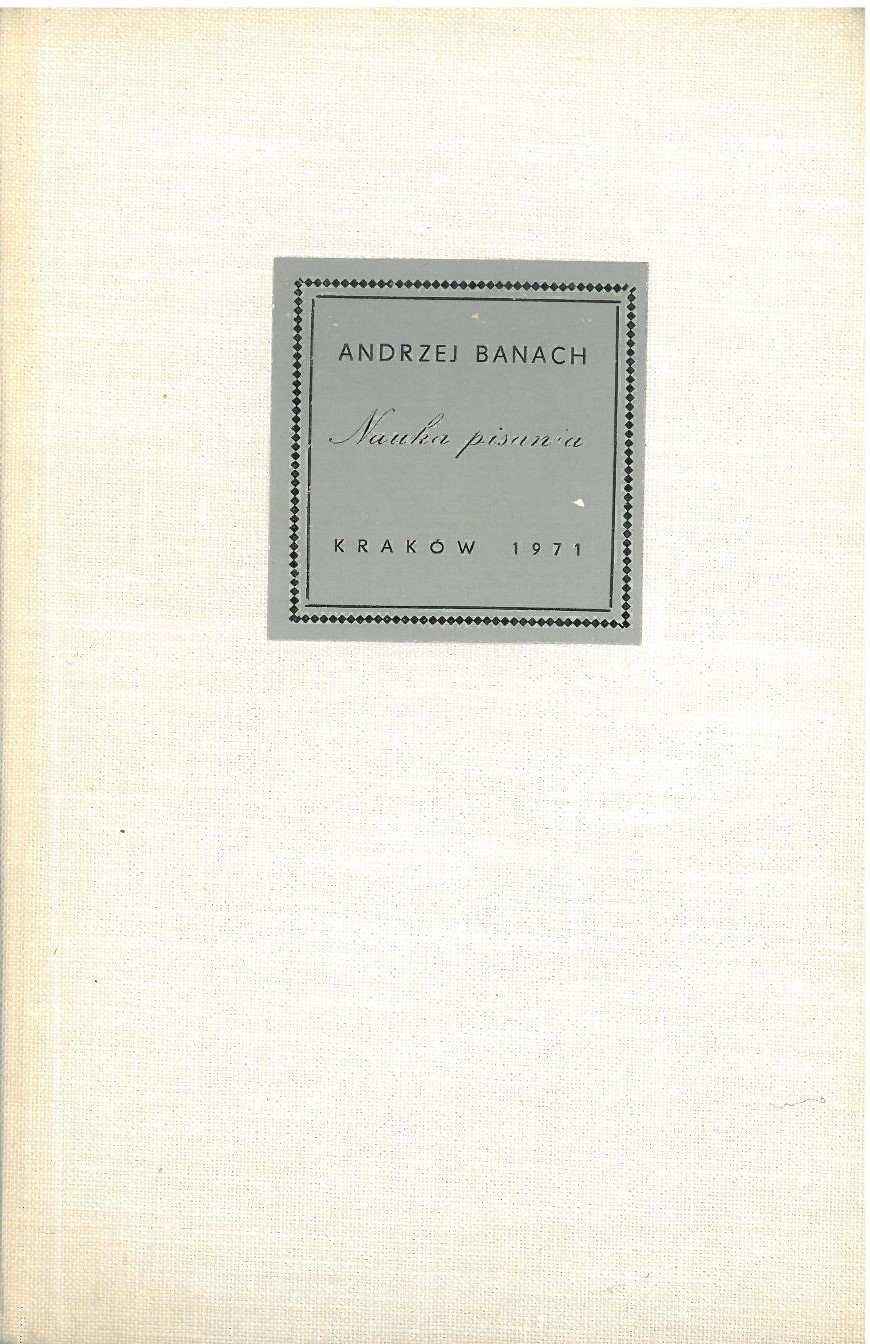 ANDRZEJ BANACH
Nauka pisania
KRAKÓW 1971